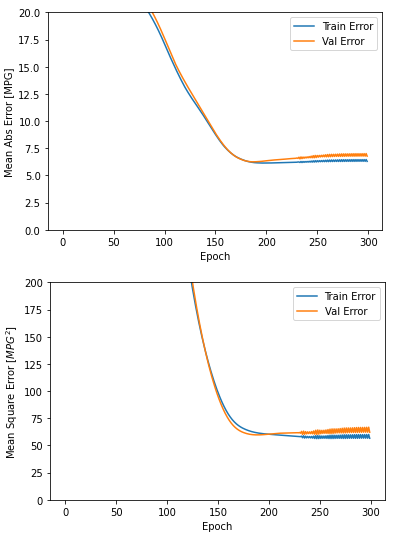 20.0
17.5
15.0
12.5
10.0
7.5
5.0
2.5
0.0
Mean Abs Error [MPG]
Train Error
Val Error
0 50 100 150 200 250 300
Epoch
200
175
150
125
100
75
50
25
0
Mean Square Error [MPG²]
Train Error
Val Error
0 50 100 150 200 250 300
Epoch